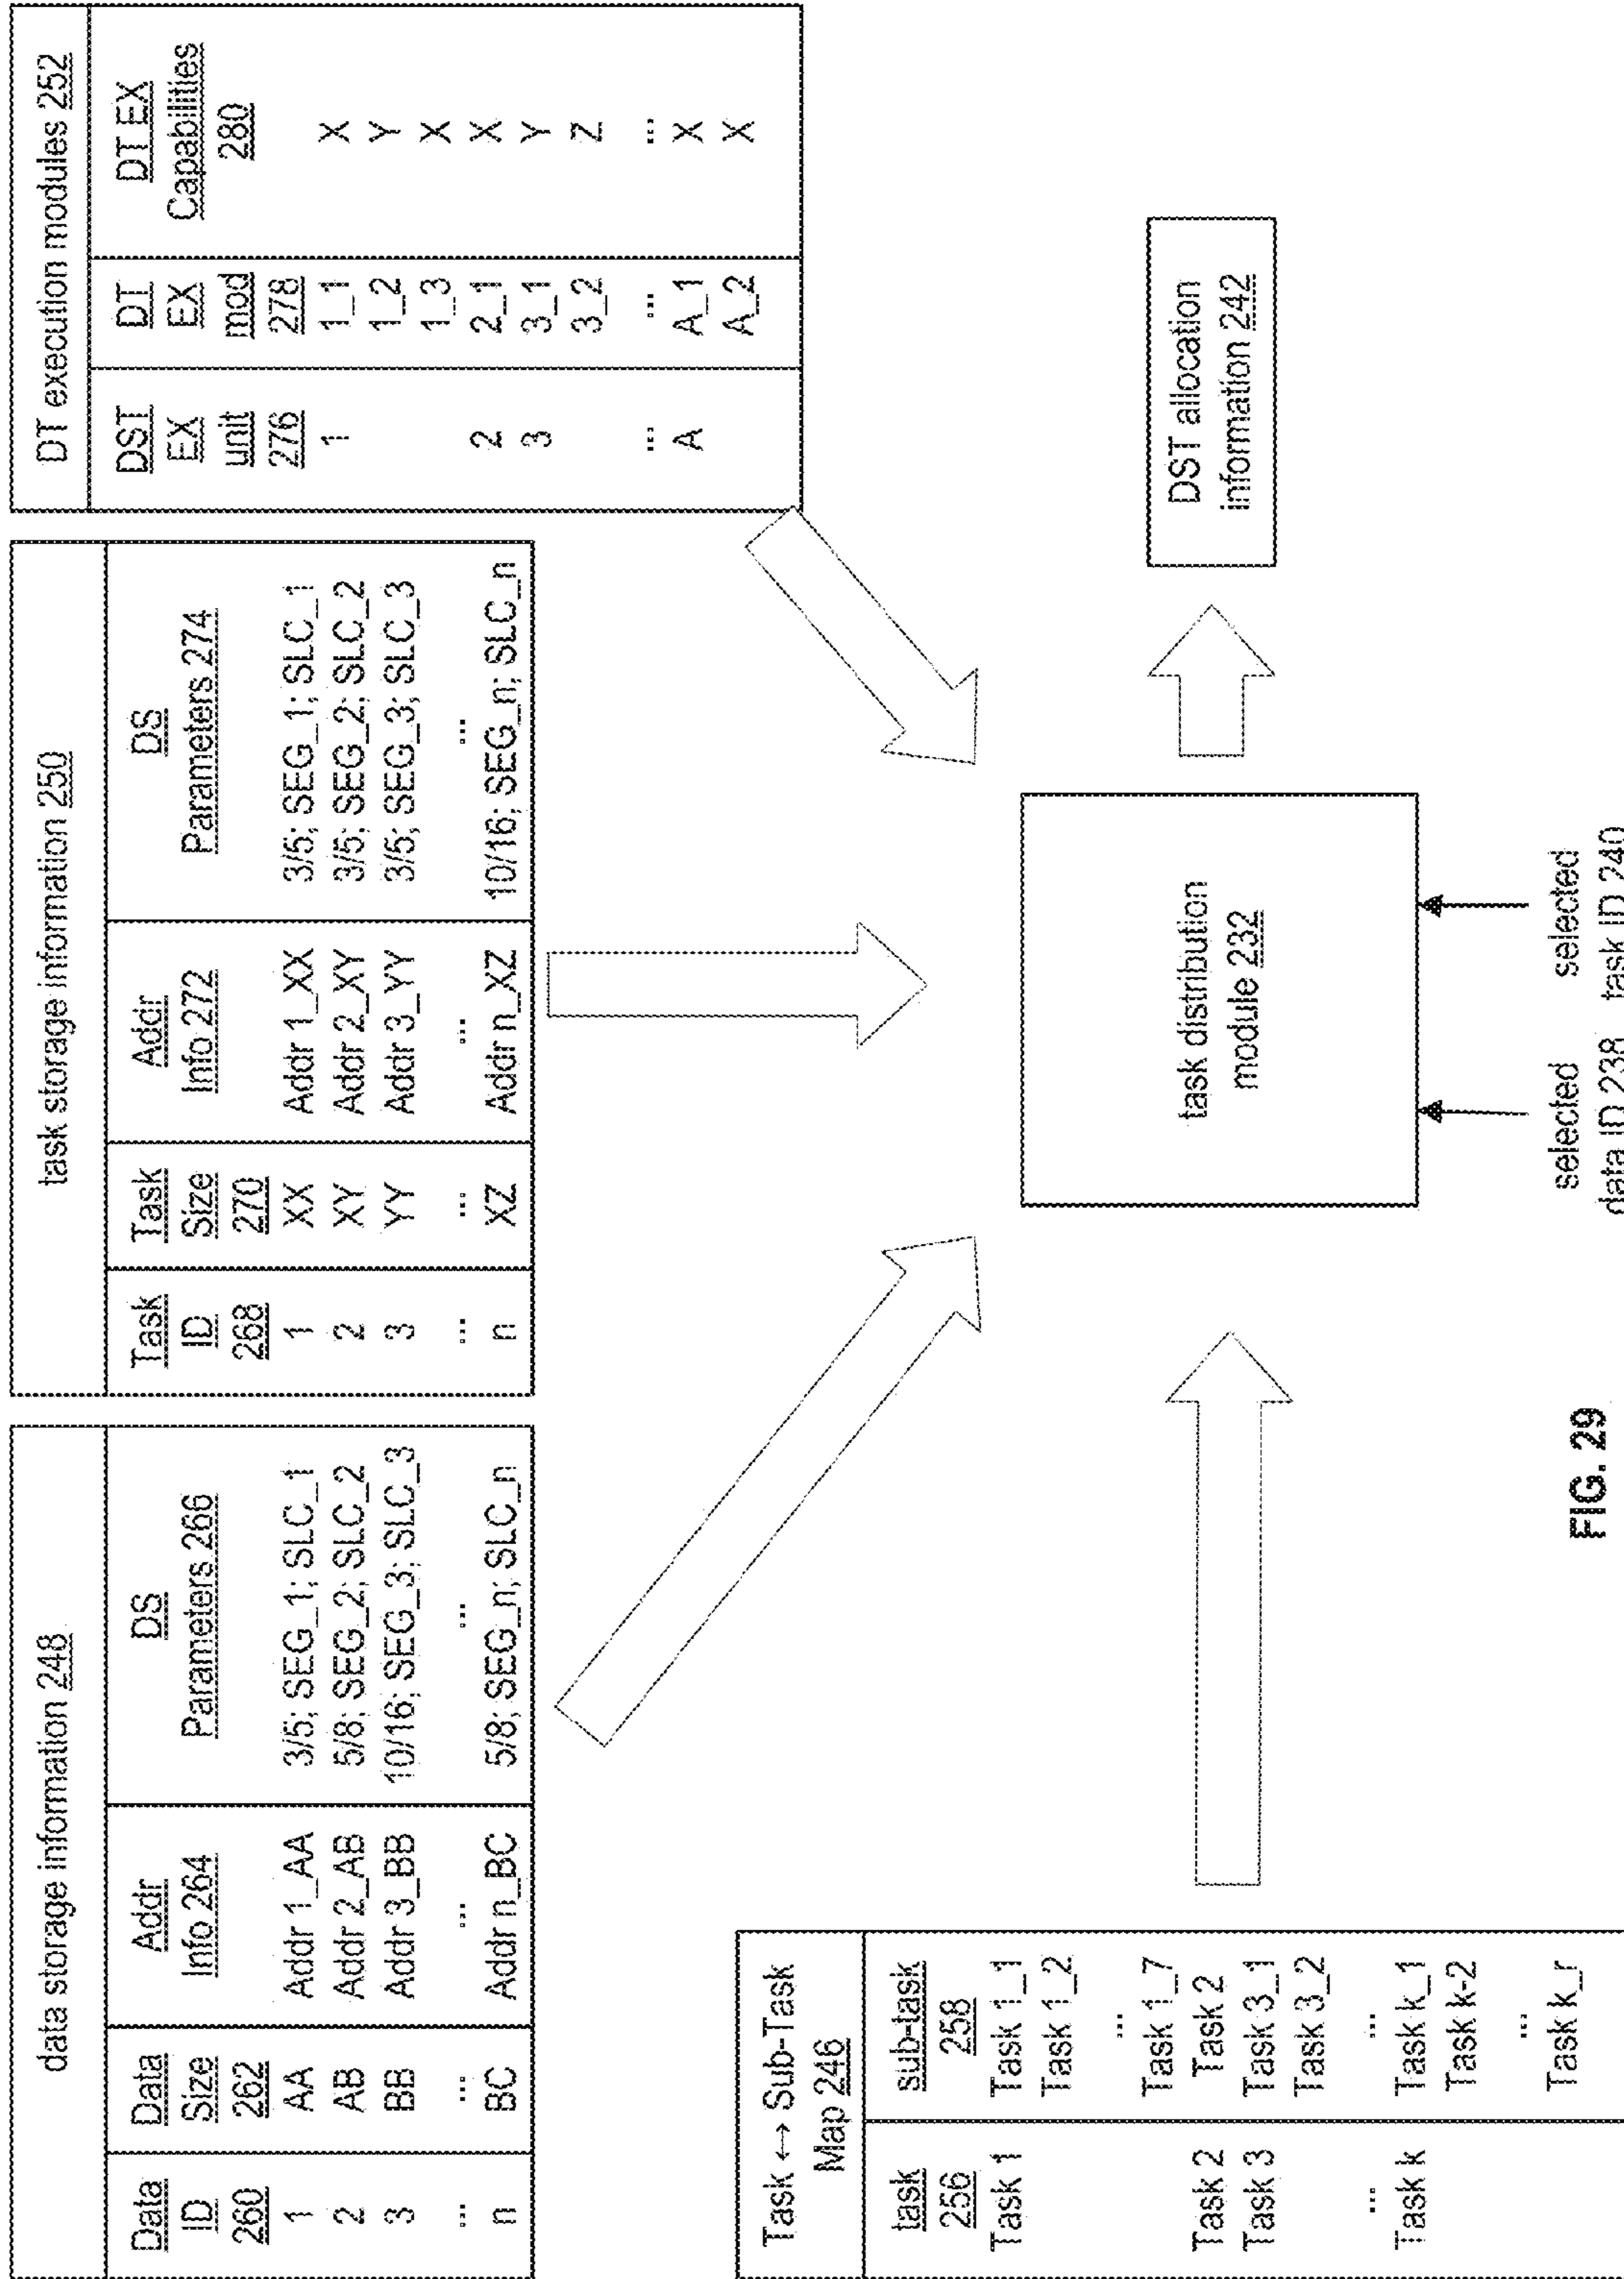 data storage information 248
Data ID 260 Data Size 262 Addr Info 264 DS Parameters 266
1 AA Addr 1_AA 3/5; SEG_1; SLC_1
2 AB Addr 2_AB 5/8; SEG_2; SLC_2
3 BB Addr 3_BB 10/16; SEG_3; SLC_3
... ... ... ...
n BC Addr n_BC 5/8; SEG_n; SLC_n
task storage information 250
Task ID 268 Task Size 270 Addr Info 272 DS Parameters 274
1 XX Addr 1_XX 3/5; SEG_1; SLC_1
2 XY Addr 2_XY 3/5; SEG_2; SLC_2
3 YY Addr 3_YY 3/5; SEG_3; SLC_3
... ... ... ...
n XZ Addr n_XZ 10/16; SEG_n; SLC_n
DT execution modules 252
DST EX unit 276 DT EX mod 278 DT EX Capabilities 280
1 1_1 X
1_2 Y
1_3 X
2 2_1 X
3 3_1 Y
3_2 Z
... ... ...
A A_1 X
A_2 X
Task ↔ Sub-Task
Map 246
task 256 sub-task 258
Task 1 Task 1_1
Task 1_2
...
Task 1_7
Task 2 Task 2
Task 3 Task 3_1
Task 3_2
... ...
Task k Task k_1
Task k-2
...
Task k_r
task distribution
module 232
DST allocation
information 242
selected
data ID 238
selected
task ID 240
FIG. 29